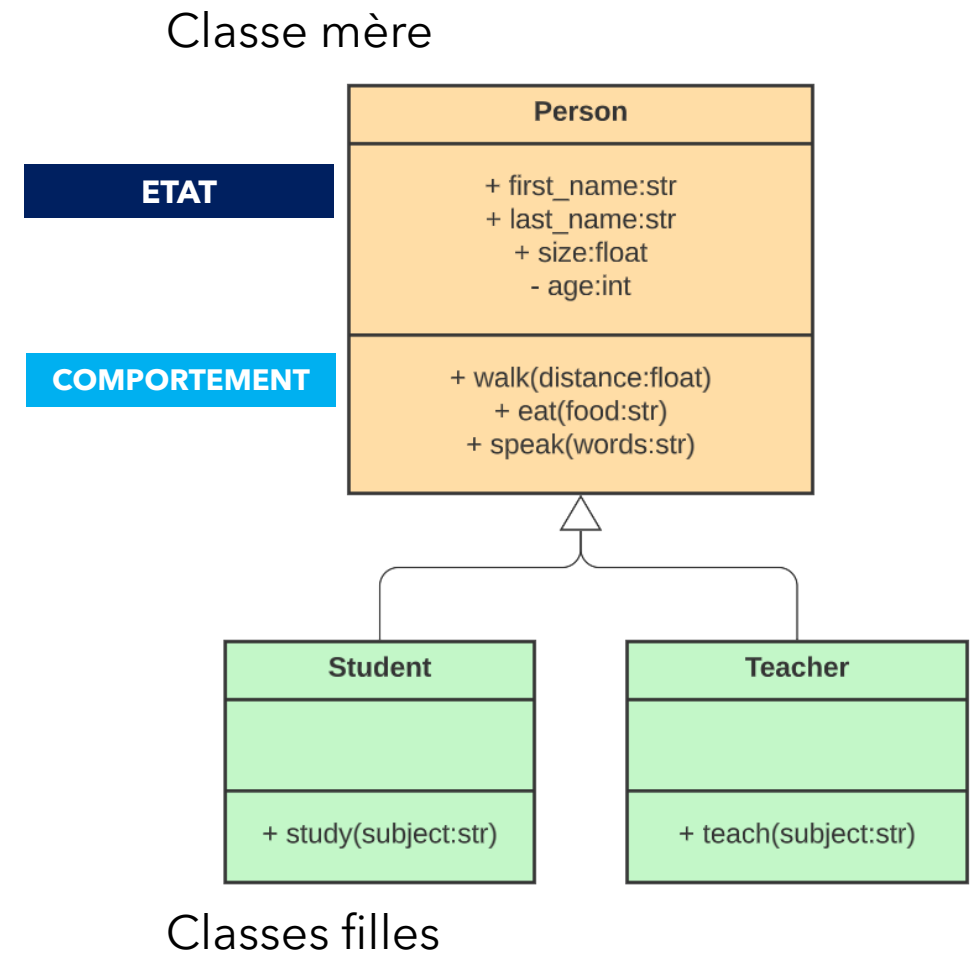 Classe mère
Person
ETAT
+ first_name:str
+ last_name:str
+ size:float
- age:int
COMPORTEMENT
+ walk(distance:float)
+ eat(food:str)
+ speak(words:str)
Student
Teacher
+ study(subject:str)
+ teach(subject:str)
Classes filles